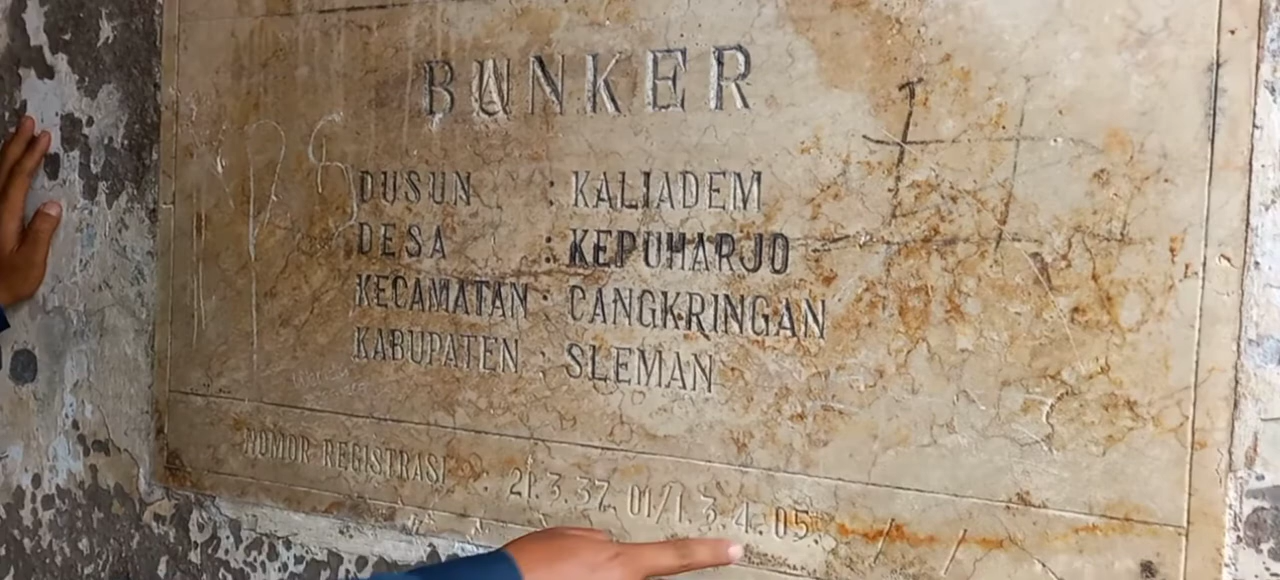 BUNKER
DUSUN : KALIADEM
DESA : KEPUHARJO
KECAMATAN : CANGKRINGAN
KABUPATEN : SLEMAN
NOMOR REGISTRASI : 21.3.37.01/1.3.4.05. / /